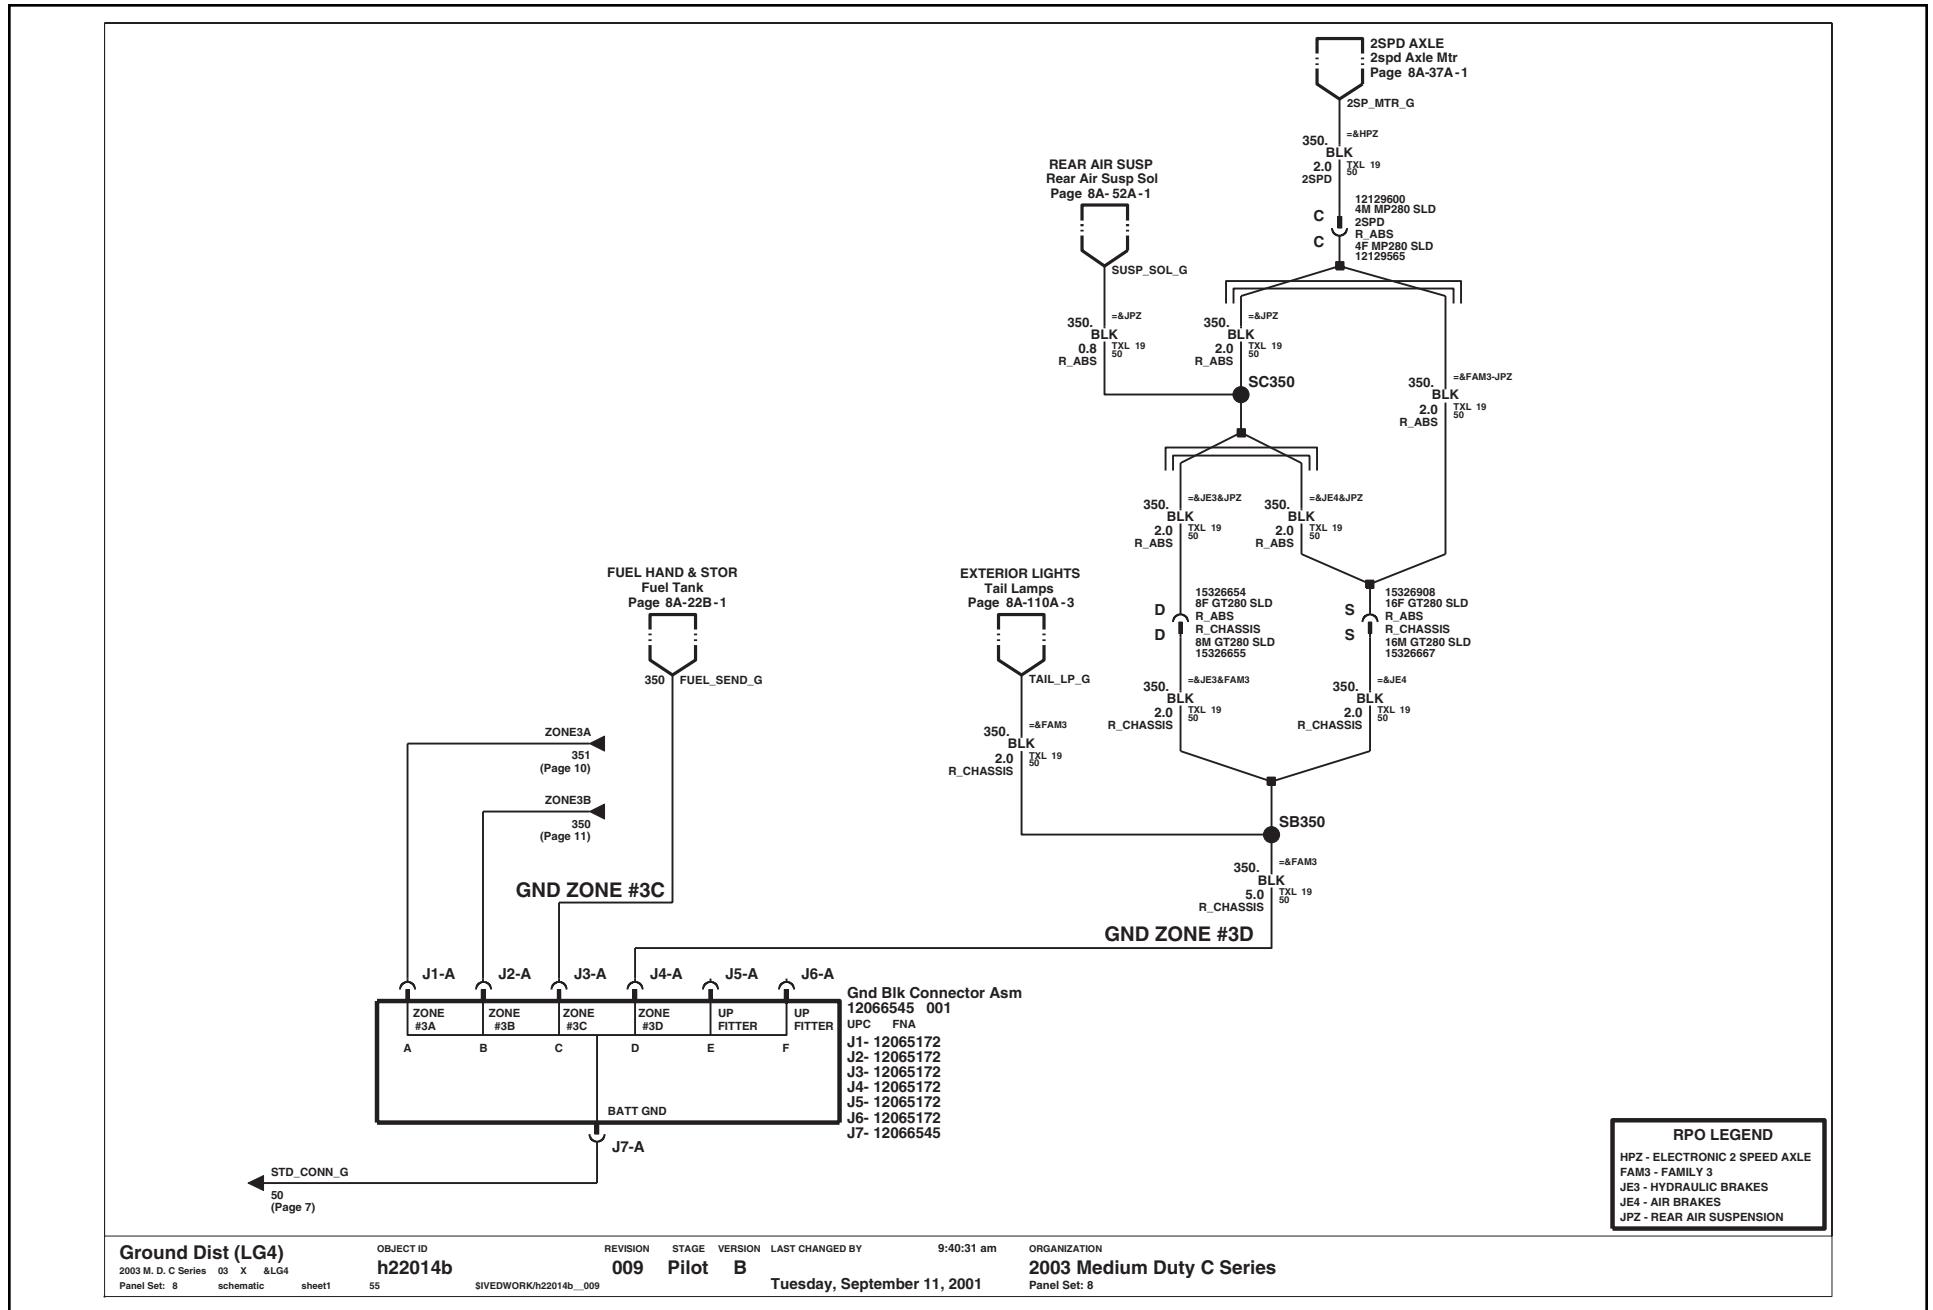 2SPD AXLE
2spd Axle Mtr
Page 8A-37A-1
2SP_MTR_G
=&HPZ
350.
BLK
2.0
TXL 19
50
2SPD
REAR AIR SUSP
Rear Air Susp Sol
Page 8A- 52A-1
12129600
4M MP280 SLD
C
2SPD
R_ABS
C
4F MP280 SLD
12129565
SUSP_SOL_G
=&JPZ
350.
BLK
0.8
TXL 19
50
R_ABS
=&JPZ
350.
BLK
2.0
TXL 19
50
R_ABS
SC350
=&FAM3-JPZ
350.
BLK
2.0
TXL 19
50
R_ABS
=&JE3&JPZ
350.
BLK
2.0
TXL 19
50
R_ABS
=&JE4&JPZ
350.
BLK
2.0
TXL 19
50
R_ABS
FUEL HAND & STOR
Fuel Tank
Page 8A-22B-1
EXTERIOR LIGHTS
Tail Lamps
Page 8A-110A-3
15326654
8F GT280 SLD
D
R_ABS
R_CHASSIS
D
8M GT280 SLD
15326655
15326908
16F GT280 SLD
S
R_ABS
R_CHASSIS
S
16M GT280 SLD
15326667
350
FUEL_SEND_G
TAIL_LP_G
=&JE3&FAM3
350.
BLK
2.0
TXL 19
50
R_CHASSIS
=&JE4
350.
BLK
2.0
TXL 19
50
R_CHASSIS
=&FAM3
350.
BLK
2.0
TXL 19
50
R_CHASSIS
ZONE3A
351
(Page 10)
ZONE3B
350
(Page 11)
SB350
=&FAM3
350.
BLK
5.0
TXL 19
50
R_CHASSIS
GND ZONE #3C
GND ZONE #3D
J1-A
J2-A
J3-A
J4-A
J5-A
J6-A
ZONE
#3A
ZONE
#3B
ZONE
#3C
ZONE
#3D
UP
FITTER
UP
FITTER
A
B
C
D
E
F
BATT GND
J7-A
Gnd Blk Connector Asm
12066545 001
UPC FNA
J1- 12065172
J2- 12065172
J3- 12065172
J4- 12065172
J5- 12065172
J6- 12065172
J7- 12066545
STD_CONN_G
50
(Page 7)
RPO LEGEND
HPZ - ELECTRONIC 2 SPEED AXLE
FAM3 - FAMILY 3
JE3 - HYDRAULIC BRAKES
JE4 - AIR BRAKES
JPZ - REAR AIR SUSPENSION
Ground Dist (LG4)
2003 M. D. C Series 03 X &LG4
Panel Set: 8 schematic sheet1 55 $IVEDWORK/h22014b__009
OBJECT ID
h22014b
REVISION
009
STAGE
Pilot
VERSION
B
LAST CHANGED BY
9:40:31 am
Tuesday, September 11, 2001
ORGANIZATION
2003 Medium Duty C Series
Panel Set: 8